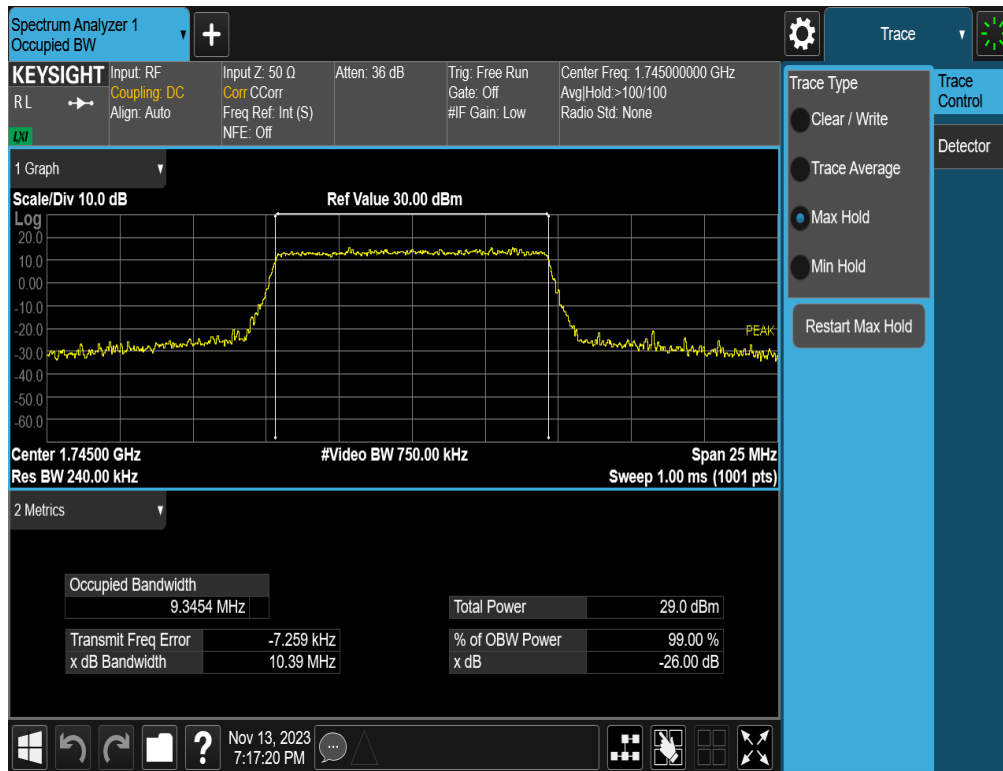 Spectrum Analyzer 1
Occupied BW
+
Trace
KEYSIGHT
RL
LXI
Input: RF
Coupling: DC
Align: Auto
Input Z: 50 Ω
Corr CCorr
Freq Ref: Int (S)
NFE: Off
Atten: 36 dB
Trig: Free Run
Gate: Off
#IF Gain: Low
Center Freq: 1.745000000 GHz
Avg|Hold:>100/100
Radio Std: None
Trace Type
Clear / Write
Trace Average
Max Hold
Min Hold
Restart Max Hold
Trace
Control
Detector
1 Graph
Scale/Div 10.0 dB
Ref Value 30.00 dBm
Log
20.0
10.0
0.00
-10.0
-20.0
-30.0
-40.0
-50.0
-60.0
PEAK
Center 1.74500 GHz
#Video BW 750.00 kHz
Span 25 MHz
Res BW 240.00 kHz
Sweep 1.00 ms (1001 pts)
2 Metrics
Occupied Bandwidth
9.3454 MHz
Total Power 29.0 dBm
Transmit Freq Error -7.259 kHz
% of OBW Power 99.00 %
x dB Bandwidth 10.39 MHz
x dB -26.00 dB
?
Nov 13, 2023
7:17:20 PM